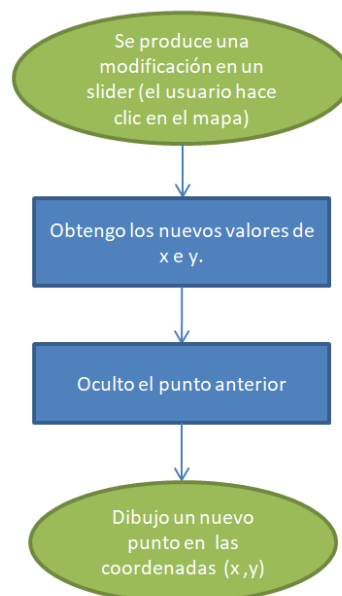 Se produce una
modificación en un
slider (el usuario hace
clic en el mapa)
Obtengo los nuevos valores de
x e y.
Oculto el punto anterior
Dibujo un nuevo
punto en las
coordenadas (x ,y)